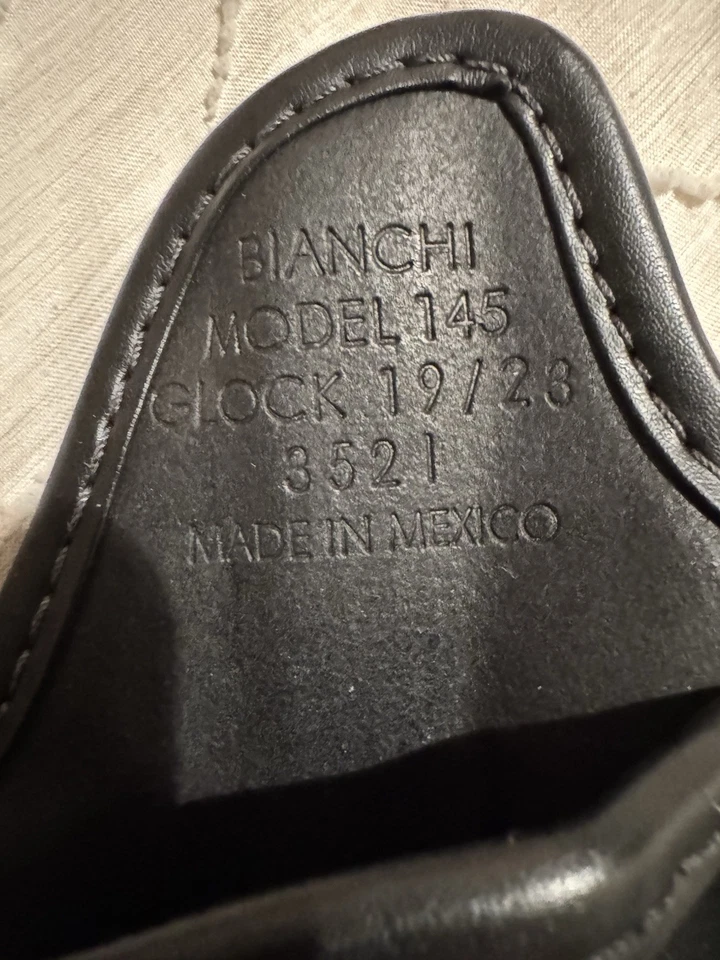 BIANCHI
MODEL 145
GLOCK 19/23
3521
MADE IN MEXICO